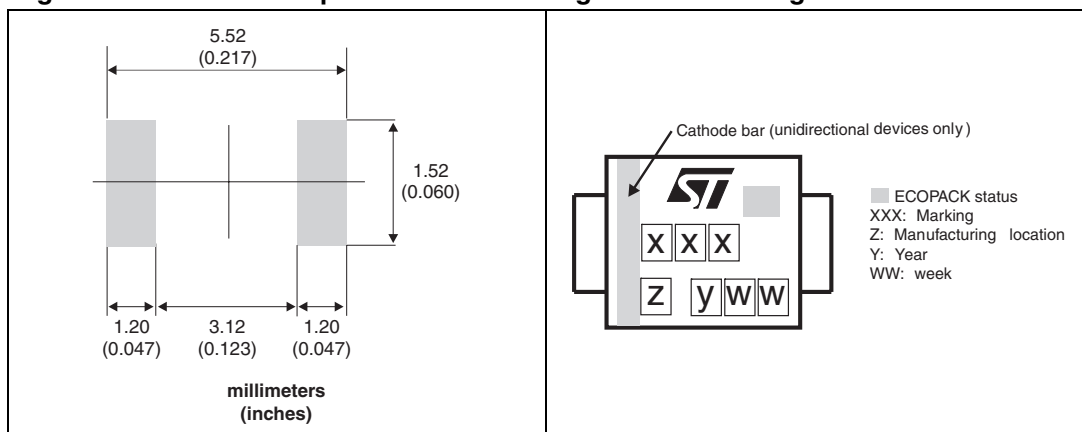 5.52
(0.217)
1.52
(0.060)
1.20
(0.047)
3.12
(0.123)
1.20
(0.047)
millimeters
(inches)
Cathode bar (unidirectional devices only)
ST
x x x
z y w w
ECOPACK status
XXX: Marking
Z: Manufacturing location
Y: Year
WW: week